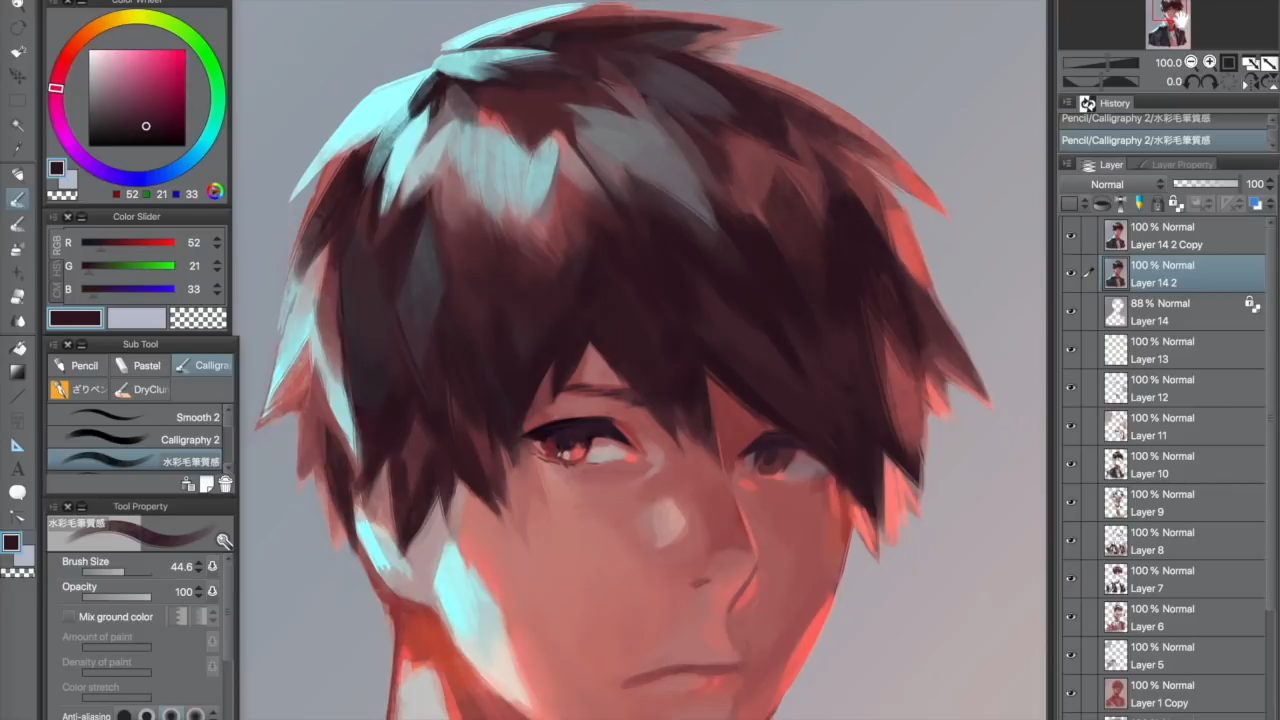 Color Wheel
52 21 33
Color Slider
RGB
R 52
G 21
B 33
Sub Tool
Pencil
Pastel
Calligra
ざりペン
DryClur
Smooth 2
Calligraphy 2
水彩毛筆質感
Tool Property
水彩毛筆質感
Brush Size 44.6
Opacity 100
Mix ground color
Amount of paint
Density of paint
Color stretch
Anti-aliasing
100.0
0.0
History
Pencil/Calligraphy 2/水彩毛筆質感
Pencil/Calligraphy 2/水彩毛筆質感
Layer
Layer Property
Normal 100
100 % Normal
Layer 14 2 Copy
100 % Normal
Layer 14 2
88 % Normal
Layer 14
100 % Normal
Layer 13
100 % Normal
Layer 12
100 % Normal
Layer 11
100 % Normal
Layer 10
100 % Normal
Layer 9
100 % Normal
Layer 8
100 % Normal
Layer 7
100 % Normal
Layer 6
100 % Normal
Layer 5
100 % Normal
Layer 1 Copy